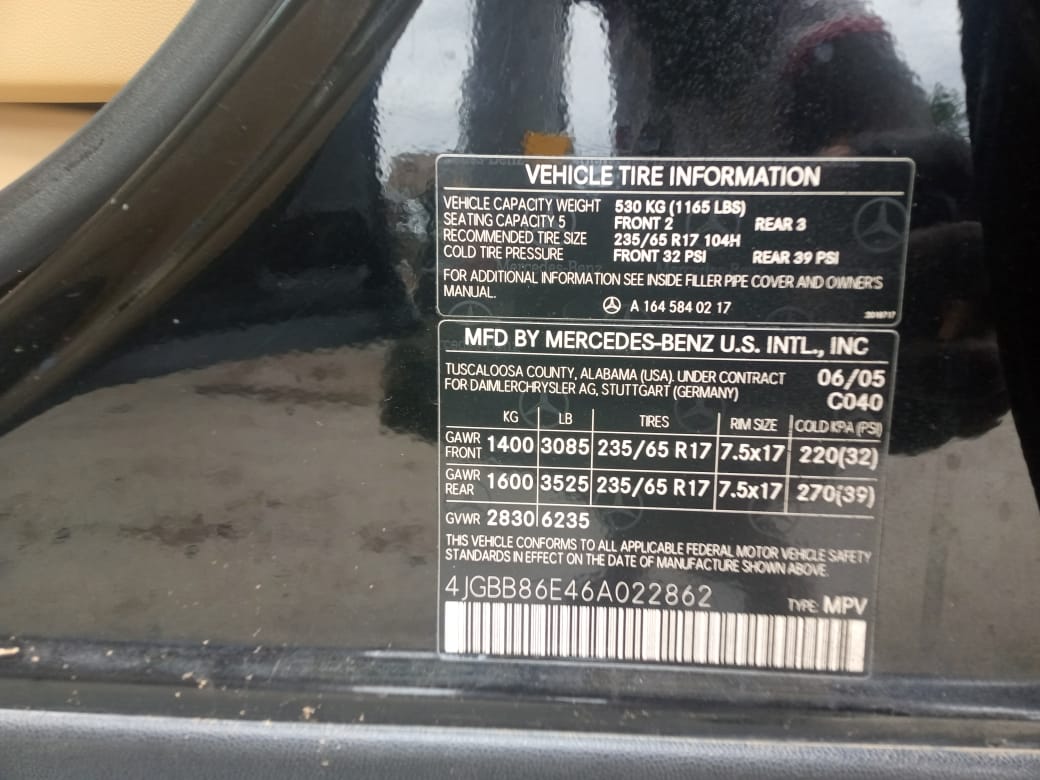 VEHICLE TIRE INFORMATION
VEHICLE CAPACITY WEIGHT 530 KG (1165 LBS)
SEATING CAPACITY 5 FRONT 2 REAR 3
RECOMMENDED TIRE SIZE 235/65 R17 104H
COLD TIRE PRESSURE FRONT 32 PSI REAR 39 PSI
FOR ADDITIONAL INFORMATION SEE INSIDE FILLER PIPE COVER AND OWNER'S
MANUAL.
A 164 584 02 17
MFD BY MERCEDES-BENZ U.S. INTL., INC
TUSCALOOSA COUNTY, ALABAMA (USA). UNDER CONTRACT 06/05
FOR DAIMLERCHRYSLER AG, STUTTGART (GERMANY) C040
KG LB TIRES RIM SIZE COLD KPA (PSI)
GAWR FRONT 1400 3085 235/65 R17 7.5x17 220(32)
GAWR REAR 1600 3525 235/65 R17 7.5x17 270(39)
GVWR 2830 6235
THIS VEHICLE CONFORMS TO ALL APPLICABLE FEDERAL MOTOR VEHICLE SAFETY
STANDARDS IN EFFECT ON THE DATE OF MANUFACTURE SHOWN ABOVE.
4JGBB86E46A022862 TYPE: MPV